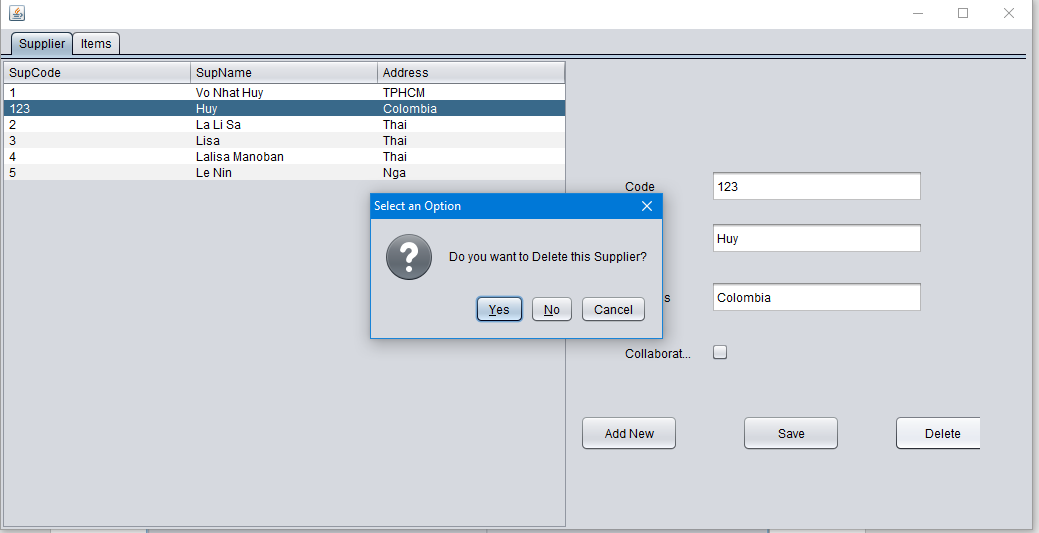 Supplier Items
SupCode SupName Address
1 Vo Nhat Huy TPHCM
123 Huy Colombia
2 La Li Sa Thai
3 Lisa Thai
4 Lalisa Manoban Thai
5 Le Nin Nga
Code 123
Select an Option
Huy
Do you want to Delete this Supplier?
s Colombia
Yes No Cancel
Collaborat...
Add New Save Delete